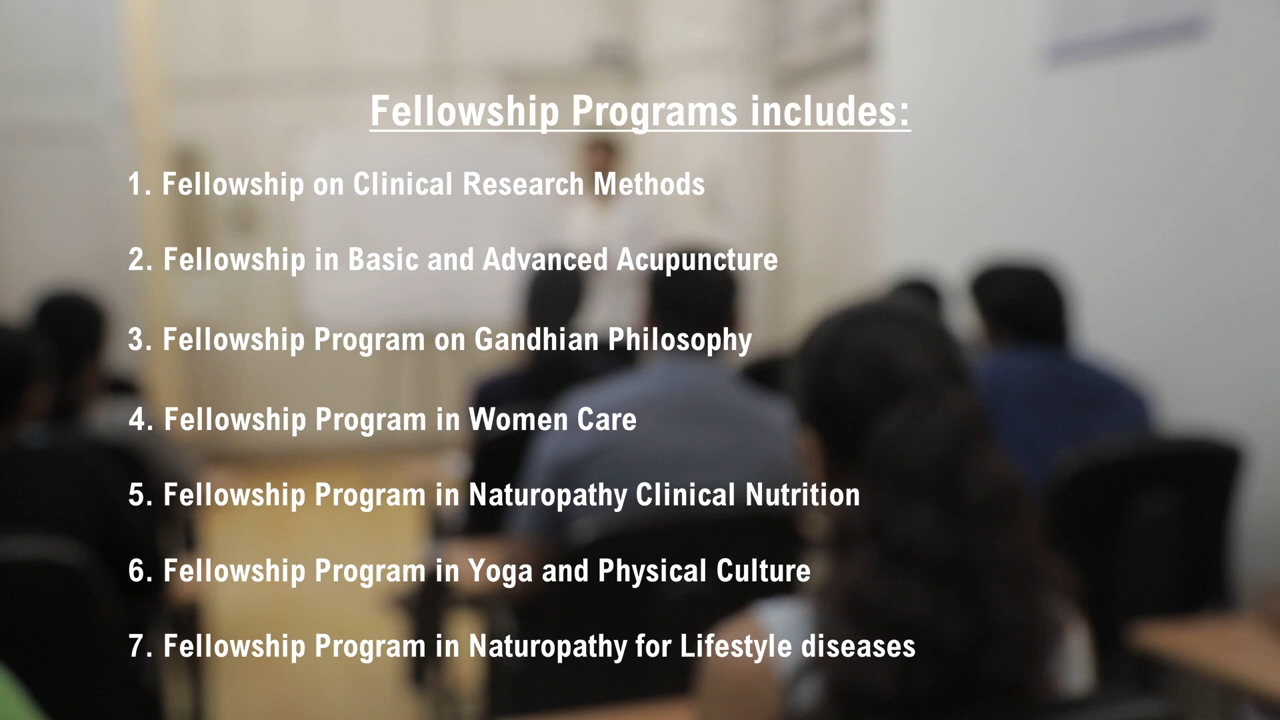 Fellowship Programs includes:
1. Fellowship on Clinical Research Methods
2. Fellowship in Basic and Advanced Acupuncture
3. Fellowship Program on Gandhian Philosophy
4. Fellowship Program in Women Care
5. Fellowship Program in Naturopathy Clinical Nutrition
6. Fellowship Program in Yoga and Physical Culture
7. Fellowship Program in Naturopathy for Lifestyle diseases